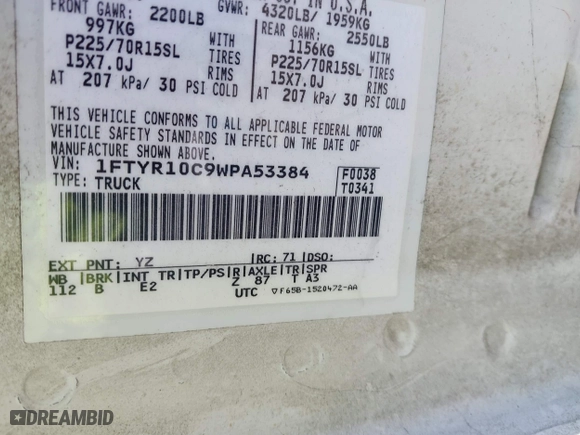 IN U.S.A.
FRONT GAWR: 2200LB GVWR: 4320LB/ 1959KG
997KG WITH REAR GAWR: 2550LB
P225/70R15SL TIRES 1156KG WITH
15X7.0J RIMS P225/70R15SL TIRES
AT 207 kPa/ 30 PSI COLD 15X7.0J RIMS
AT 207 kPa/ 30 PSI COLD
THIS VEHICLE CONFORMS TO ALL APPLICABLE FEDERAL MOTOR
VEHICLE SAFETY STANDARDS IN EFFECT ON THE DATE OF
MANUFACTURE SHOWN ABOVE.
VIN: 1FTYR10C9WPA53384 F0038
TYPE: TRUCK T0341
EXT PNT: YZ RC: 71 DSO:
WB BRK INT TR TP/PS R AXLE TR SPR
112 B E2 Z 87 T A3
UTC ▽F65B-1520472-AA
DREAMBID